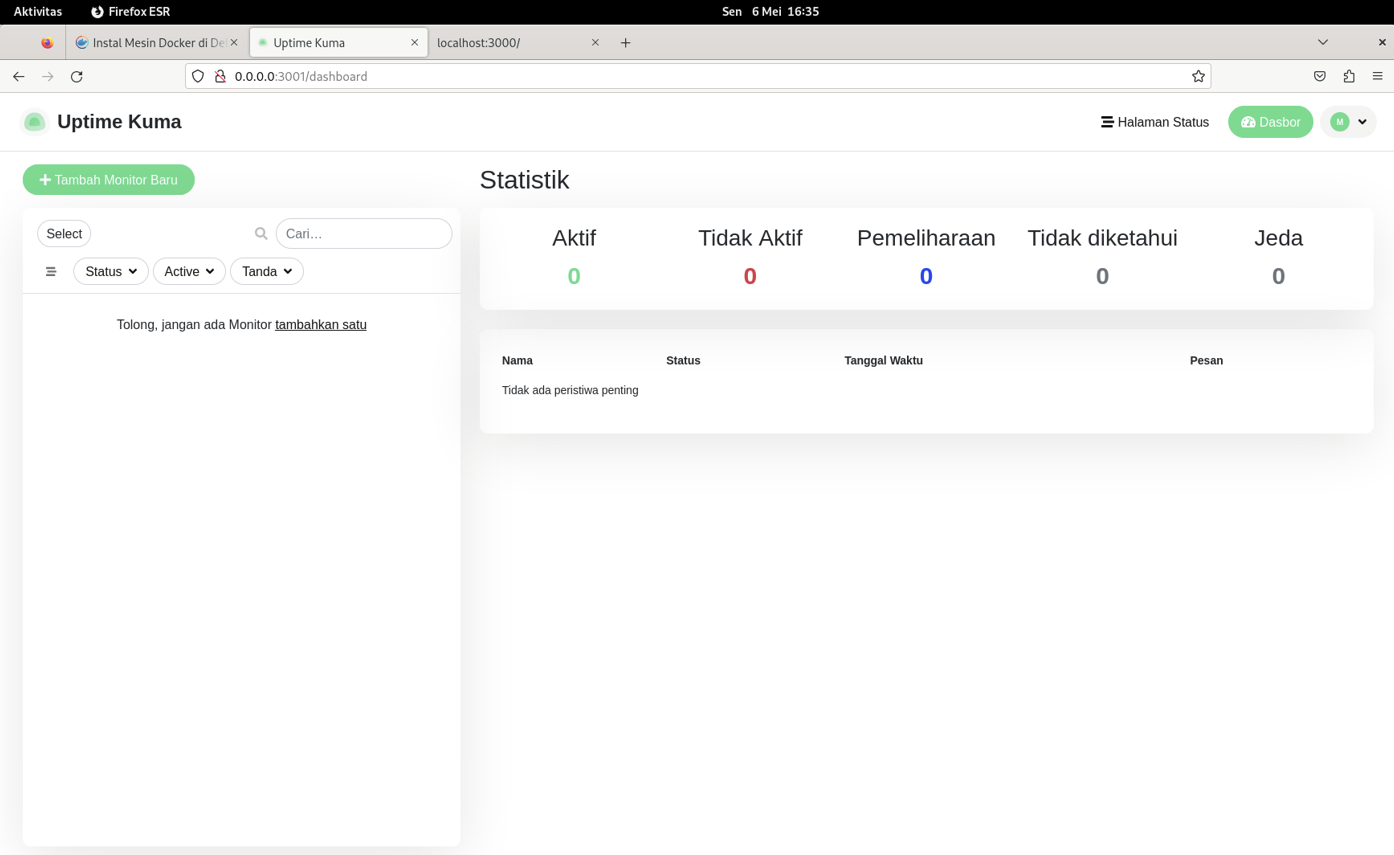 Aktivitas Firefox ESR Sen 6 Mei 16:35
Instal Mesin Docker di De Uptime Kuma localhost:3000/
0.0.0.0:3001/dashboard
Uptime Kuma Halaman Status Dasbor M
Tambah Monitor Baru
Select Cari…
Status Active Tanda
Tolong, jangan ada Monitor tambahkan satu
Statistik
Aktif Tidak Aktif Pemeliharaan Tidak diketahui Jeda
0 0 0 0 0
Nama Status Tanggal Waktu Pesan
Tidak ada peristiwa penting